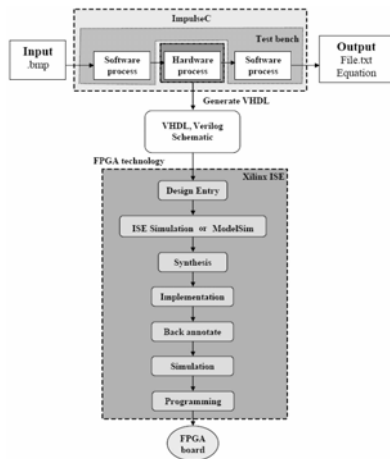 ImpulseC
Test bench
Input
.bmp
Software
process
Hardware
process
Software
process
Output
File.txt
Equation
Generate VHDL
VHDL, Verilog
Schematic
FPGA technology
Xilinx ISE
Design Entry
ISE Simulation or ModelSim
Synthesis
Implementation
Back annotate
Simulation
Programming
FPGA
board